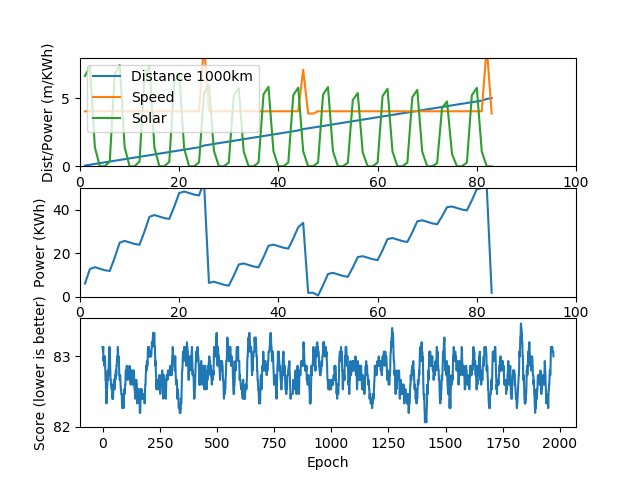 Dist/Power (m/KWh)
5
0
Distance 1000km
Speed
Solar
0 20 40 60 80 100
Power (KWh)
40
20
0
0 20 40 60 80 100
Score (lower is better)
83
82
0 250 500 750 1000 1250 1500 1750 2000
Epoch